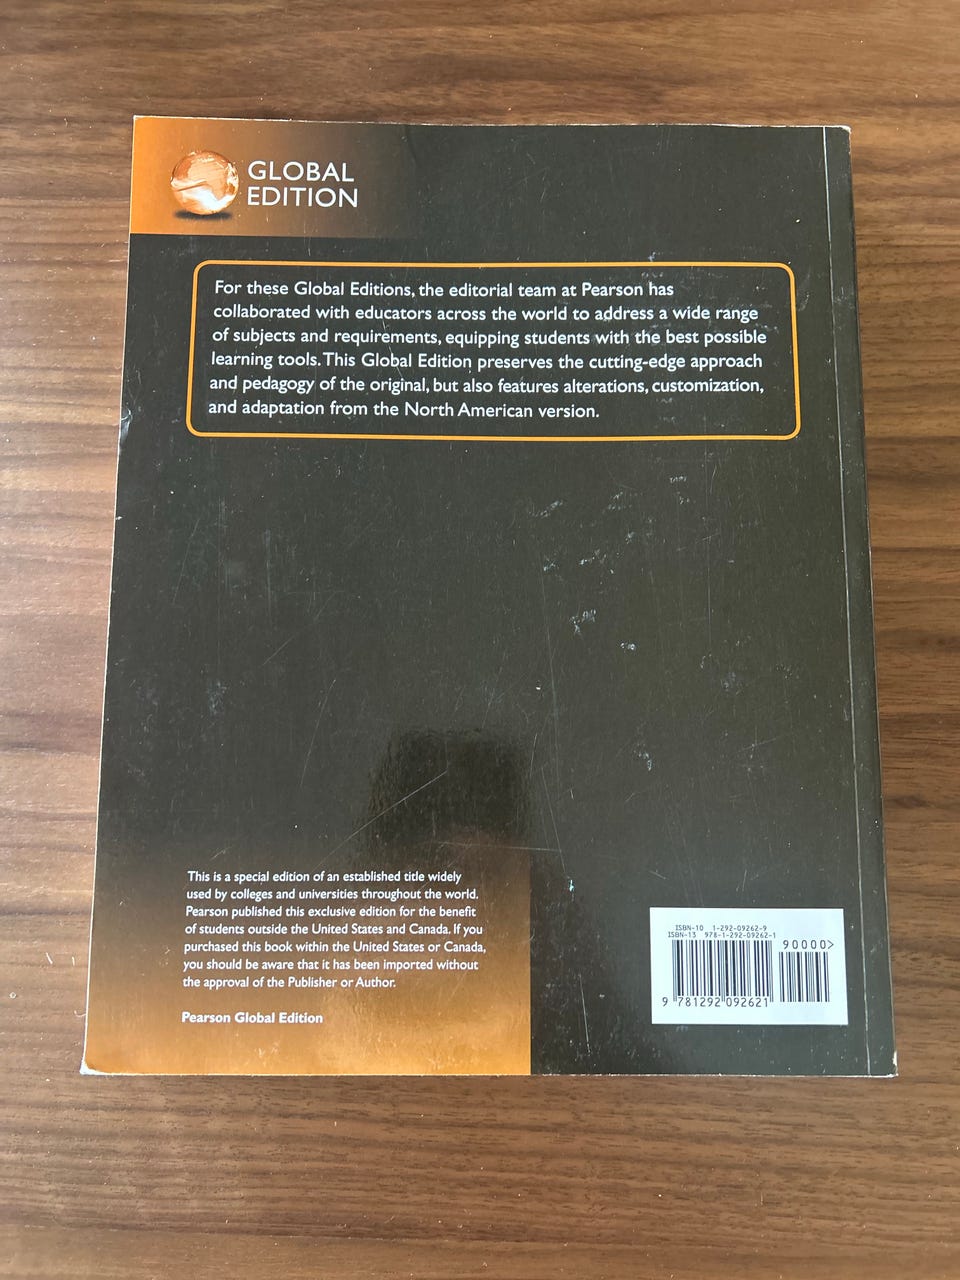 GLOBAL
EDITION
For these Global Editions, the editorial team at Pearson has
collaborated with educators across the world to address a wide range
of subjects and requirements, equipping students with the best possible
learning tools. This Global Edition preserves the cutting-edge approach
and pedagogy of the original, but also features alterations, customization,
and adaptation from the North American version.
This is a special edition of an established title widely
used by colleges and universities throughout the world.
Pearson published this exclusive edition for the benefit
of students outside the United States and Canada. If you
purchased this book within the United States or Canada,
you should be aware that it has been imported without
the approval of the Publisher or Author.
Pearson Global Edition
ISBN-10 1-292-09262-9
ISBN-13 978-1-292-09262-1
90000>
9 781292 092621